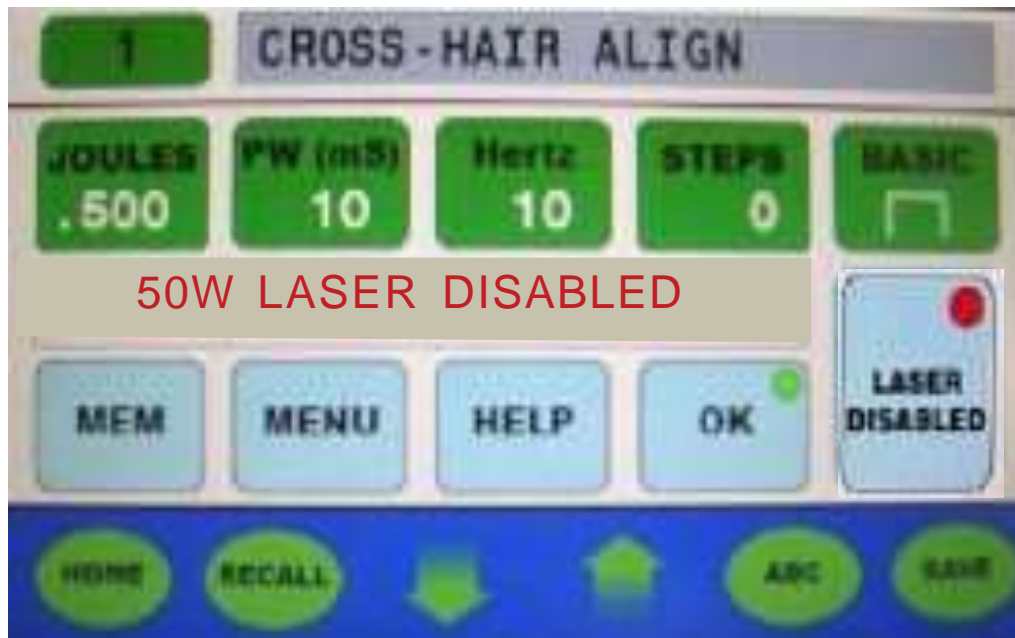 1 CROSS-HAIR ALIGN
JOULES PW (mS) Hertz STEPS BASIC
.500 10 10 0
50W LASER DISABLED
MEM MENU HELP OK LASER
DISABLED
HOME RECALL ABC SAVE